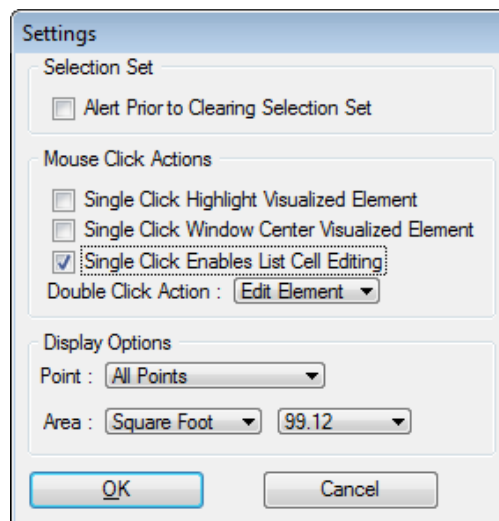 Settings
Selection Set
Alert Prior to Clearing Selection Set
Mouse Click Actions
Single Click Highlight Visualized Element
Single Click Window Center Visualized Element
Single Click Enables List Cell Editing
Double Click Action : Edit Element
Display Options
Point : All Points
Area : Square Foot 99.12
OK Cancel